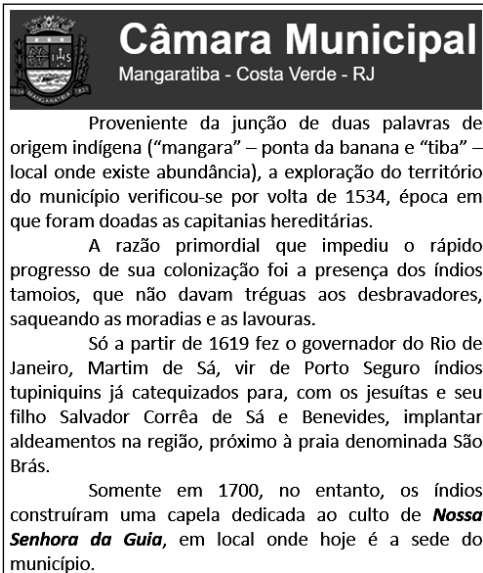 Câmara Municipal
Mangaratiba - Costa Verde - RJ
Proveniente da junção de duas palavras de
origem indígena (“mangara” – ponta da banana e “tiba” –
local onde existe abundância), a exploração do território
do município verificou-se por volta de 1534, época em
que foram doadas as capitanias hereditárias.
A razão primordial que impediu o rápido
progresso de sua colonização foi a presença dos índios
tamoios, que não davam tréguas aos desbravadores,
saqueando as moradias e as lavouras.
Só a partir de 1619 fez o governador do Rio de
Janeiro, Martim de Sá, vir de Porto Seguro índios
tupiniquins já catequizados para, com os jesuítas e seu
filho Salvador Corrêa de Sá e Benevides, implantar
aldeamentos na região, próximo à praia denominada São
Brás.
Somente em 1700, no entanto, os índios
construíram uma capela dedicada ao culto de Nossa
Senhora da Guia, em local onde hoje é a sede do
município.